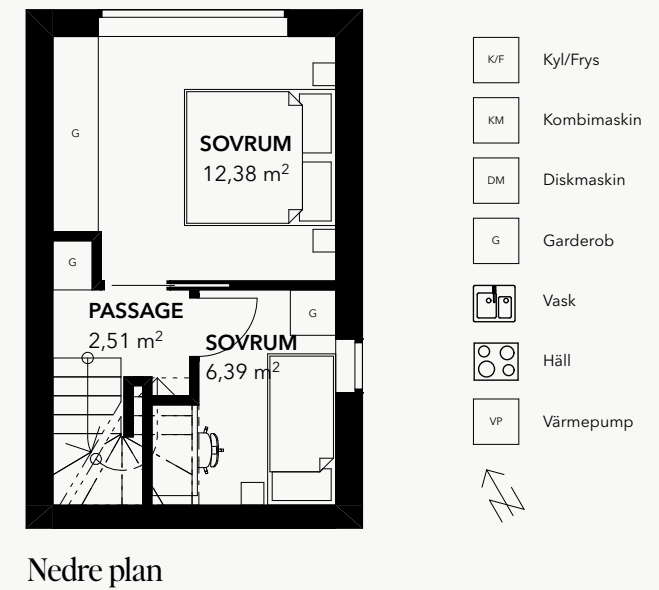 G
SOVRUM
12,38 m²
G
PASSAGE
2,51 m²
G
SOVRUM
6,39 m²
K/F Kyl/Frys
KM Kombimaskin
DM Diskmaskin
G Garderob
Vask
Häll
VP Värmepump
N
Nedre plan